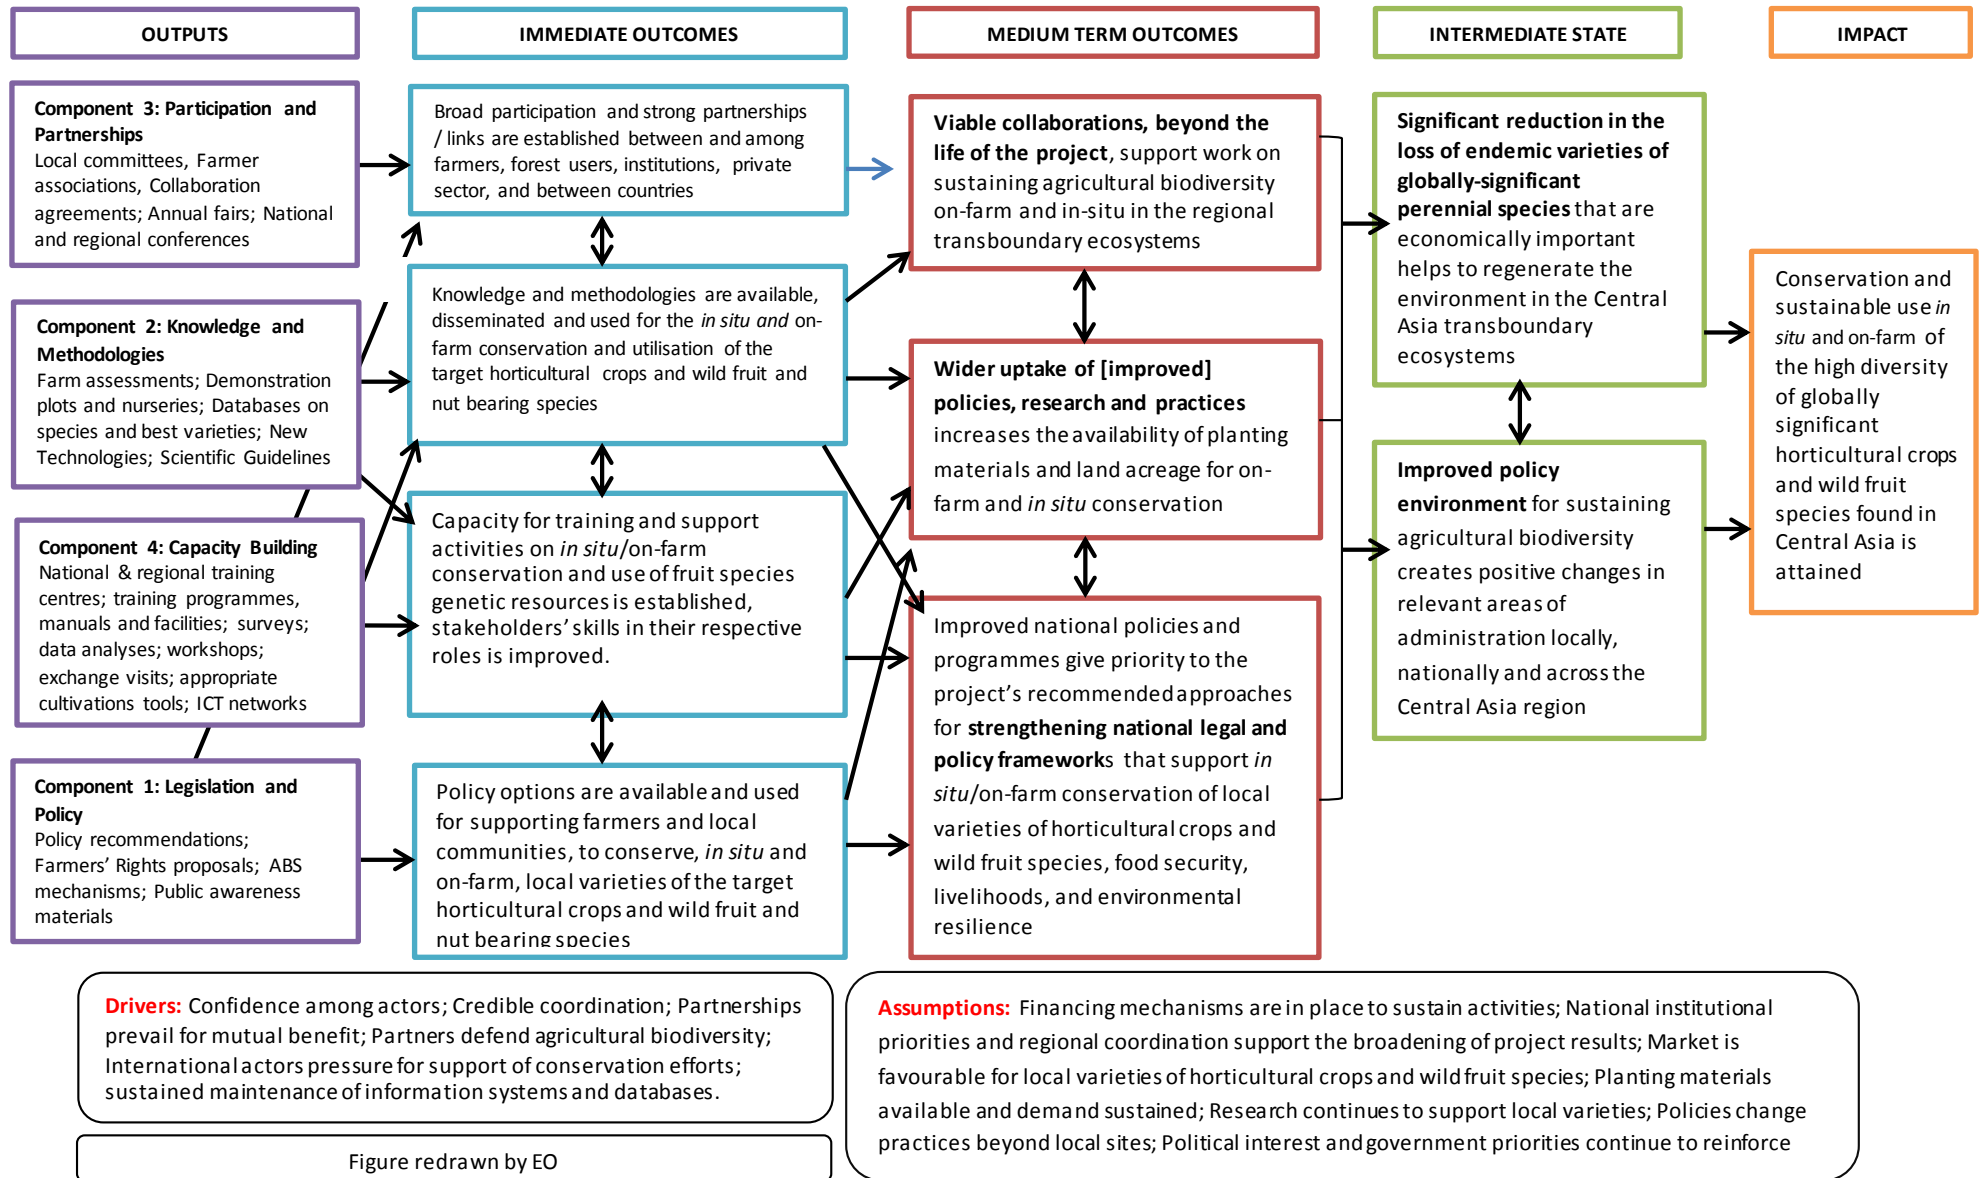 OUTPUTS
IMMEDIATE OUTCOMES
MEDIUM TERM OUTCOMES
INTERMEDIATE STATE
IMPACT
Component 3: Participation and
Partnerships
Local committees, Farmer
associations, Collaboration
agreements; Annual fairs; National
and regional conferences
Component 2: Knowledge and
Methodologies
Farm assessments; Demonstration
plots and nurseries; Databases on
species and best varieties; New
Technologies; Scientific Guidelines
Component 4: Capacity Building
National & regional training
centres; training programmes,
manuals and facilities; surveys;
data analyses; workshops;
exchange visits; appropriate
cultivations tools; ICT networks
Component 1: Legislation and
Policy
Policy recommendations;
Farmers’ Rights proposals; ABS
mechanisms; Public awareness
materials
Broad participation and strong partnerships
/ links are established between and among
farmers, forest users, institutions, private
sector, and between countries
Knowledge and methodologies are available,
disseminated and used for the in situ and on-
farm conservation and utilisation of the
target horticultural crops and wild fruit and
nut bearing species
Capacity for training and support
activities on in situ/on-farm
conservation and use of fruit species
genetic resources is established,
stakeholders’ skills in their respective
roles is improved.
Policy options are available and used
for supporting farmers and local
communities, to conserve, in situ and
on-farm, local varieties of the target
horticultural crops and wild fruit and
nut bearing species
Viable collaborations, beyond the
life of the project, support work on
sustaining agricultural biodiversity
on-farm and in-situ in the regional
transboundary ecosystems
Wider uptake of [improved]
policies, research and practices
increases the availability of planting
materials and land acreage for on-
farm and in situ conservation
Improved national policies and
programmes give priority to the
project’s recommended approaches
for strengthening national legal and
policy frameworks that support in
situ/on-farm conservation of local
varieties of horticultural crops and
wild fruit species, food security,
livelihoods, and environmental
resilience
Significant reduction in the
loss of endemic varieties of
globally-significant
perennial species that are
economically important
helps to regenerate the
environment in the Central
Asia transboundary
ecosystems
Improved policy
environment for sustaining
agricultural biodiversity
creates positive changes in
relevant areas of
administration locally,
nationally and across the
Central Asia region
Conservation and
sustainable use in
situ and on-farm of
the high diversity
of globally
significant
horticultural crops
and wild fruit
species found in
Central Asia is
attained
Drivers: Confidence among actors; Credible coordination; Partnerships
prevail for mutual benefit; Partners defend agricultural biodiversity;
International actors pressure for support of conservation efforts;
sustained maintenance of information systems and databases.
Figure redrawn by EO
Assumptions: Financing mechanisms are in place to sustain activities; National institutional
priorities and regional coordination support the broadening of project results; Market is
favourable for local varieties of horticultural crops and wild fruit species; Planting materials
available and demand sustained; Research continues to support local varieties; Policies change
practices beyond local sites; Political interest and government priorities continue to reinforce